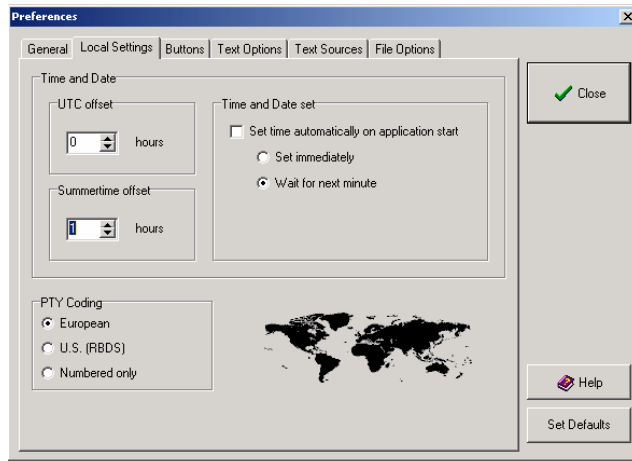 Preferences
General Local Settings Buttons Text Options Text Sources File Options
Time and Date
UTC offset
0 hours
Summertime offset
1 hours
Time and Date set
Set time automatically on application start
Set immediately
Wait for next minute
PTY Coding
European
U.S. (RBDS)
Numbered only
Close
Help
Set Defaults